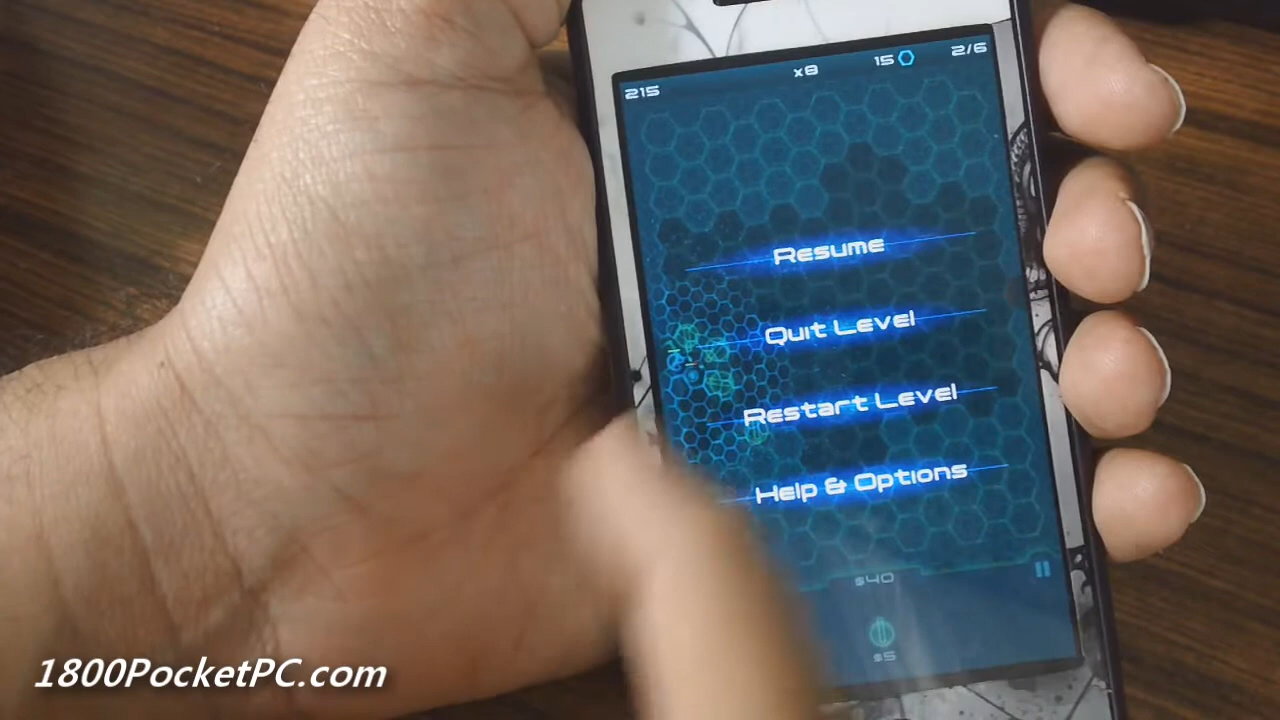 215 x8 15 2/6
Resume
Quit Level
Restart Level
Help & Options
$40
$5
1800PocketPC.com